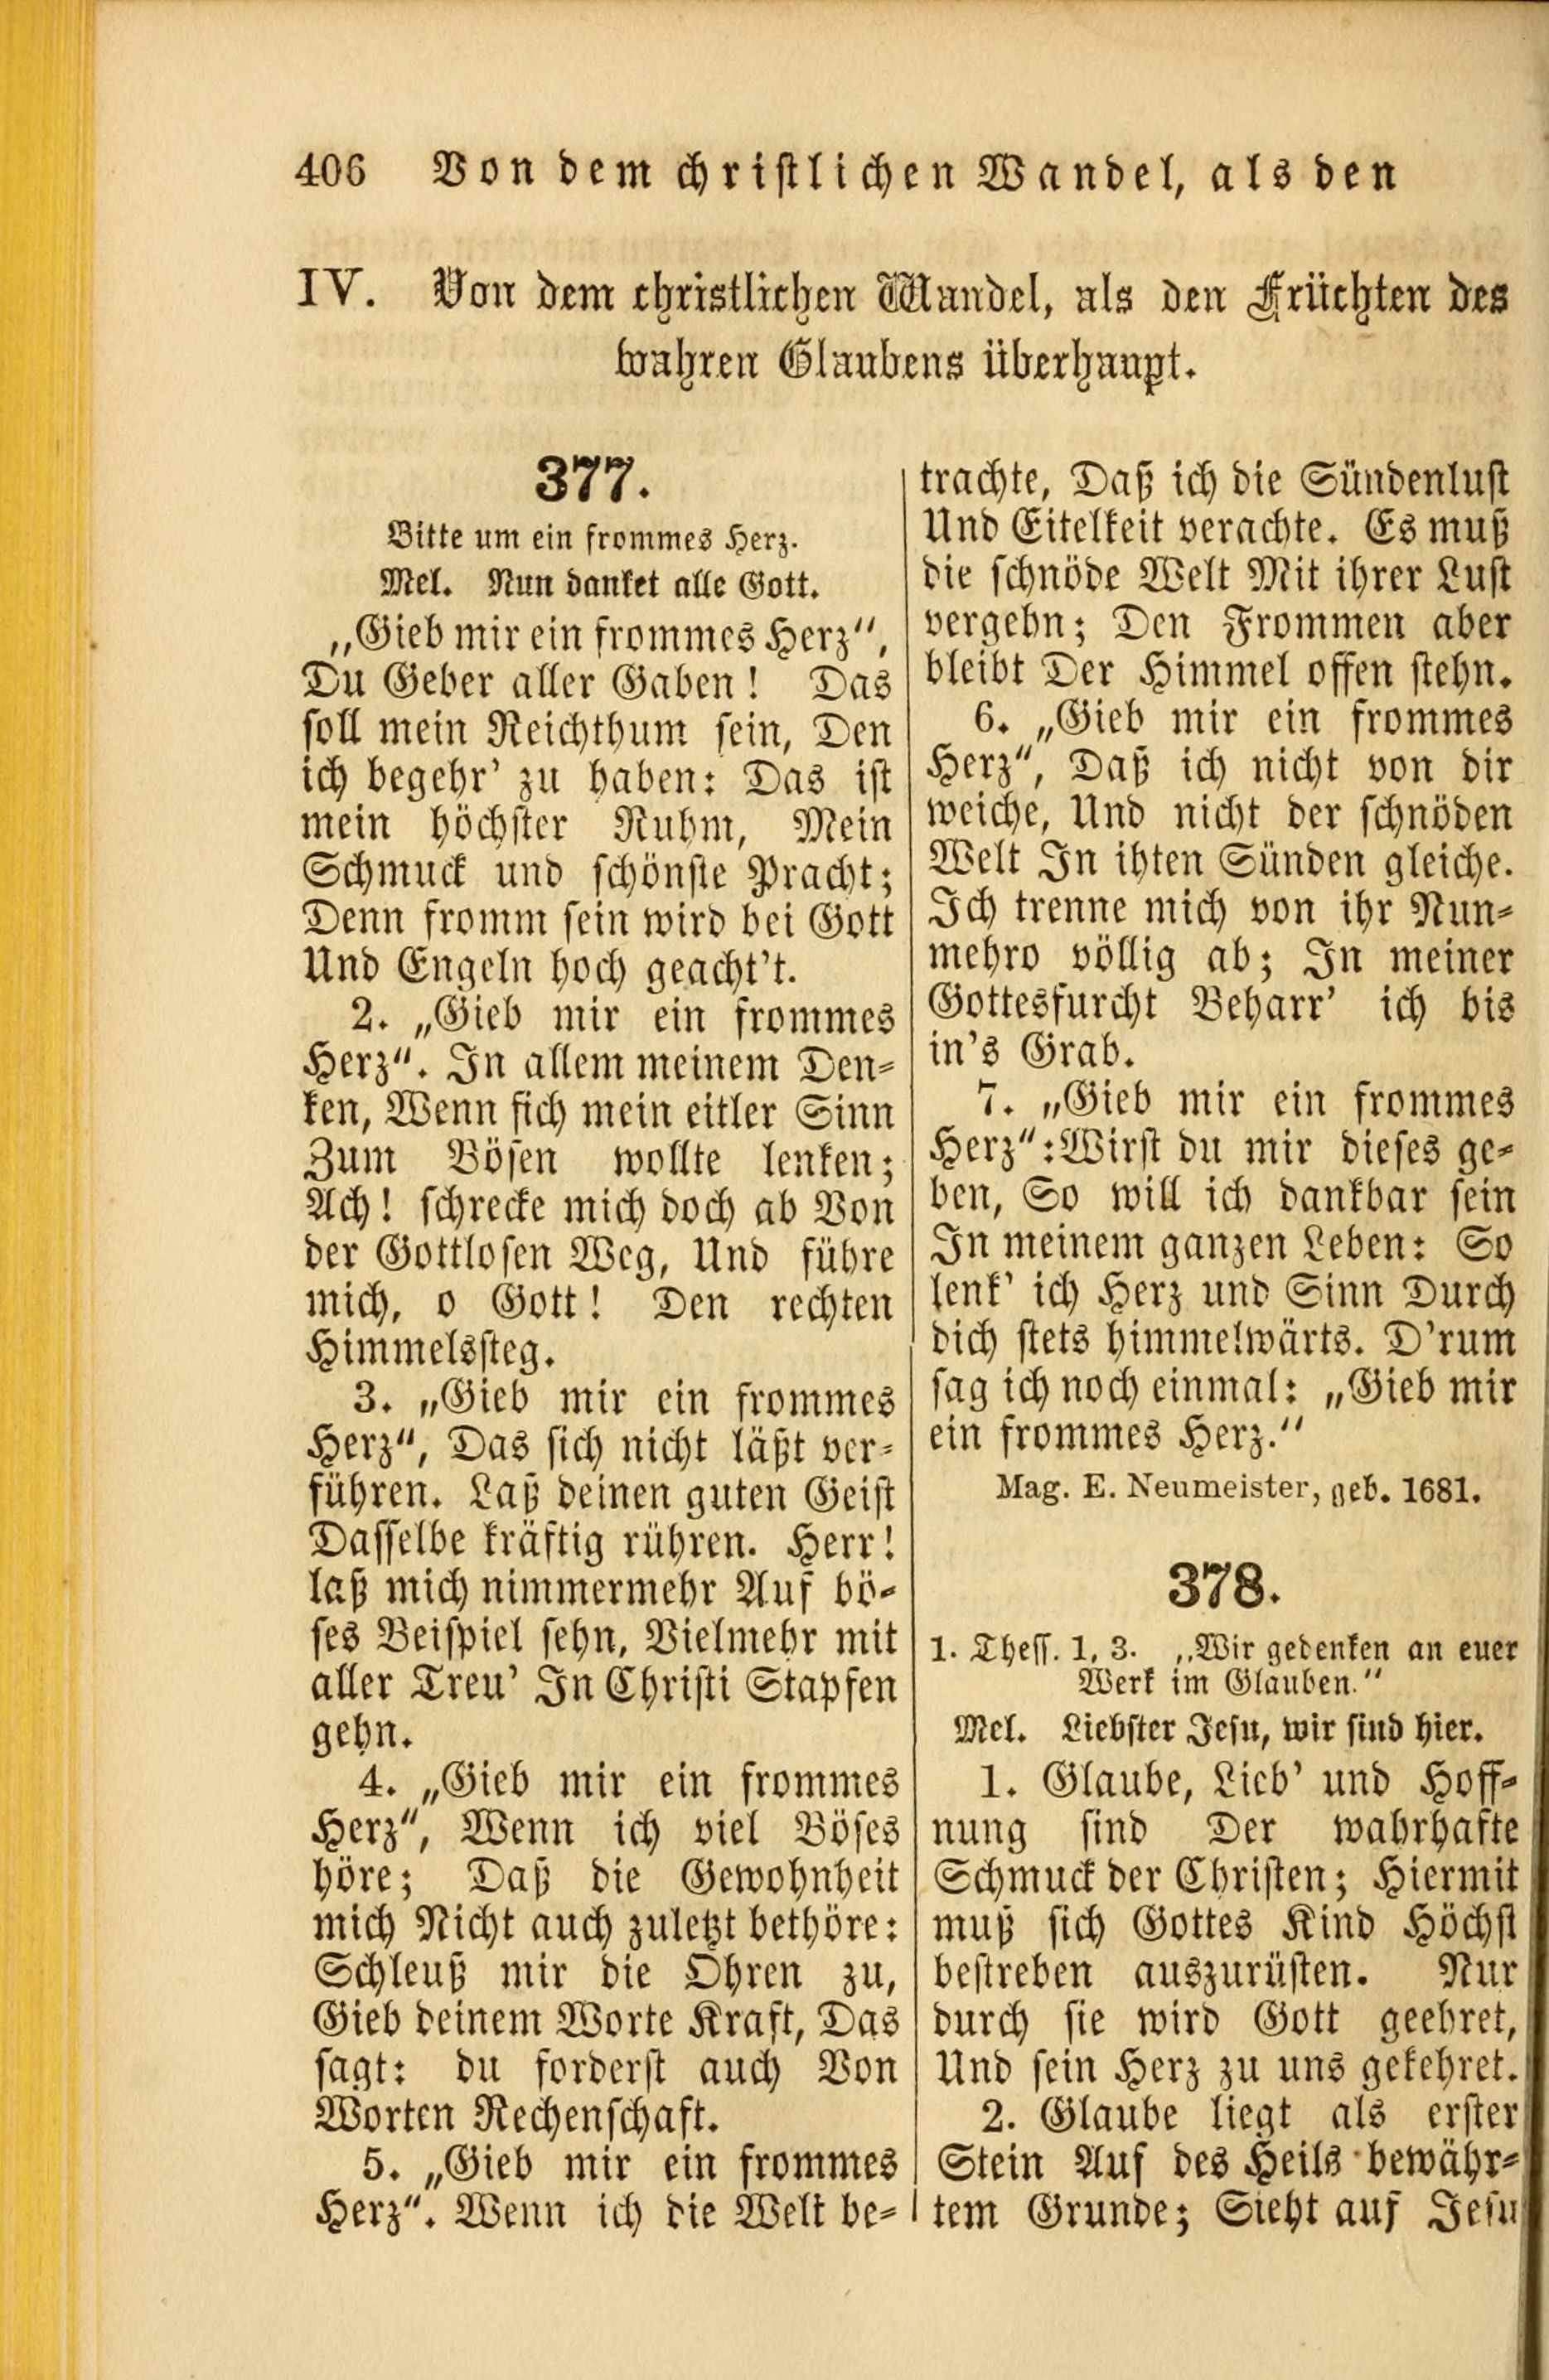 406 Von dem christlichen Wandel, als den
IV. Von dem christlichen Wandel, als den Früchten des
wahren Glaubens überhaupt.
377.
Bitte um ein frommes Herz.
Mel. Nun danket alle Gott.
„Gieb mir ein frommes Herz“,
Du Geber aller Gaben! Das
soll mein Reichthum sein, Den
ich begehr’ zu haben: Das ist
mein höchster Ruhm, Mein
Schmuck und schönste Pracht;
Denn fromm sein wird bei Gott
Und Engeln hoch geacht’t.
2. „Gieb mir ein frommes
Herz“. In allem meinem Den-
ken, Wenn sich mein eitler Sinn
Zum Bösen wollte lenken;
Ach! schrecke mich doch ab Von
der Gottlosen Weg, Und führe
mich, o Gott! Den rechten
Himmelssteg.
3. „Gieb mir ein frommes
Herz“, Das sich nicht läßt ver-
führen. Laß deinen guten Geist
Dasselbe kräftig rühren. Herr!
laß mich nimmermehr Auf bö-
ses Beispiel sehn, Vielmehr mit
aller Treu’ In Christi Stapfen
gehn.
4. „Gieb mir ein frommes
Herz“, Wenn ich viel Böses
höre; Daß die Gewohnheit
mich Nicht auch zuletzt bethöre:
Schleuß mir die Ohren zu,
Gieb deinem Worte Kraft, Das
sagt: du forderst auch Von
Worten Rechenschaft.
5. „Gieb mir ein frommes
Herz“. Wenn ich die Welt be-
trachte, Daß ich die Sündenlust
Und Eitelkeit verachte. Es muß
die schnöde Welt Mit ihrer Lust
vergehn; Den Frommen aber
bleibt Der Himmel offen stehn.
6. „Gieb mir ein frommes
Herz“, Daß ich nicht von dir
weiche, Und nicht der schnöden
Welt In ihten Sünden gleiche.
Ich trenne mich von ihr Nun-
mehro völlig ab; In meiner
Gottesfurcht Beharr’ ich bis
in’s Grab.
7. „Gieb mir ein frommes
Herz“: Wirst du mir dieses ge-
ben, So will ich dankbar sein
In meinem ganzen Leben: So
lenk’ ich Herz und Sinn Durch
dich stets himmelwärts. D’rum
sag ich noch einmal: „Gieb mir
ein frommes Herz.“
Mag. E. Neumeister, geb. 1681.
378.
1. Thess. 1, 3. „Wir gedenken an euer
Werk im Glauben.“
Mel. Liebster Jesu, wir sind hier.
1. Glaube, Lieb’ und Hoff-
nung sind Der wahrhafte
Schmuck der Christen; Hiermit
muß sich Gottes Kind Höchst
bestreben auszurüsten. Nur
durch sie wird Gott geehret,
Und sein Herz zu uns gekehret.
2. Glaube liegt als erster
Stein Auf des Heils bewähr-
tem Grunde; Sieht auf Jesu